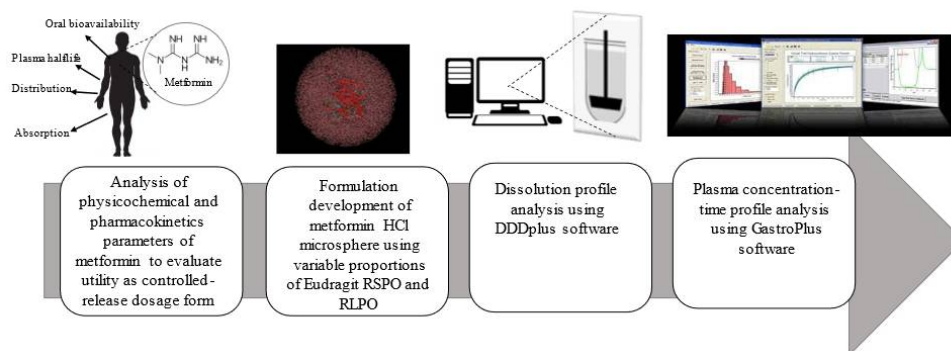 Oral bioavailability
Plasma halflife
Distribution
Absorption
NH NH
N N NH₂
H
Metformin
Analysis of
physicochemical and
pharmacokinetics
parameters of
metformin to evaluate
utility as controlled-
release dosage form
Formulation
development of
metformin HCl
microsphere using
variable proportions
of Eudragit RSPO and
RLPO
Dissolution profile
analysis using
DDDplus software
Plasma concentration-
time profile analysis
using GastroPlus
software